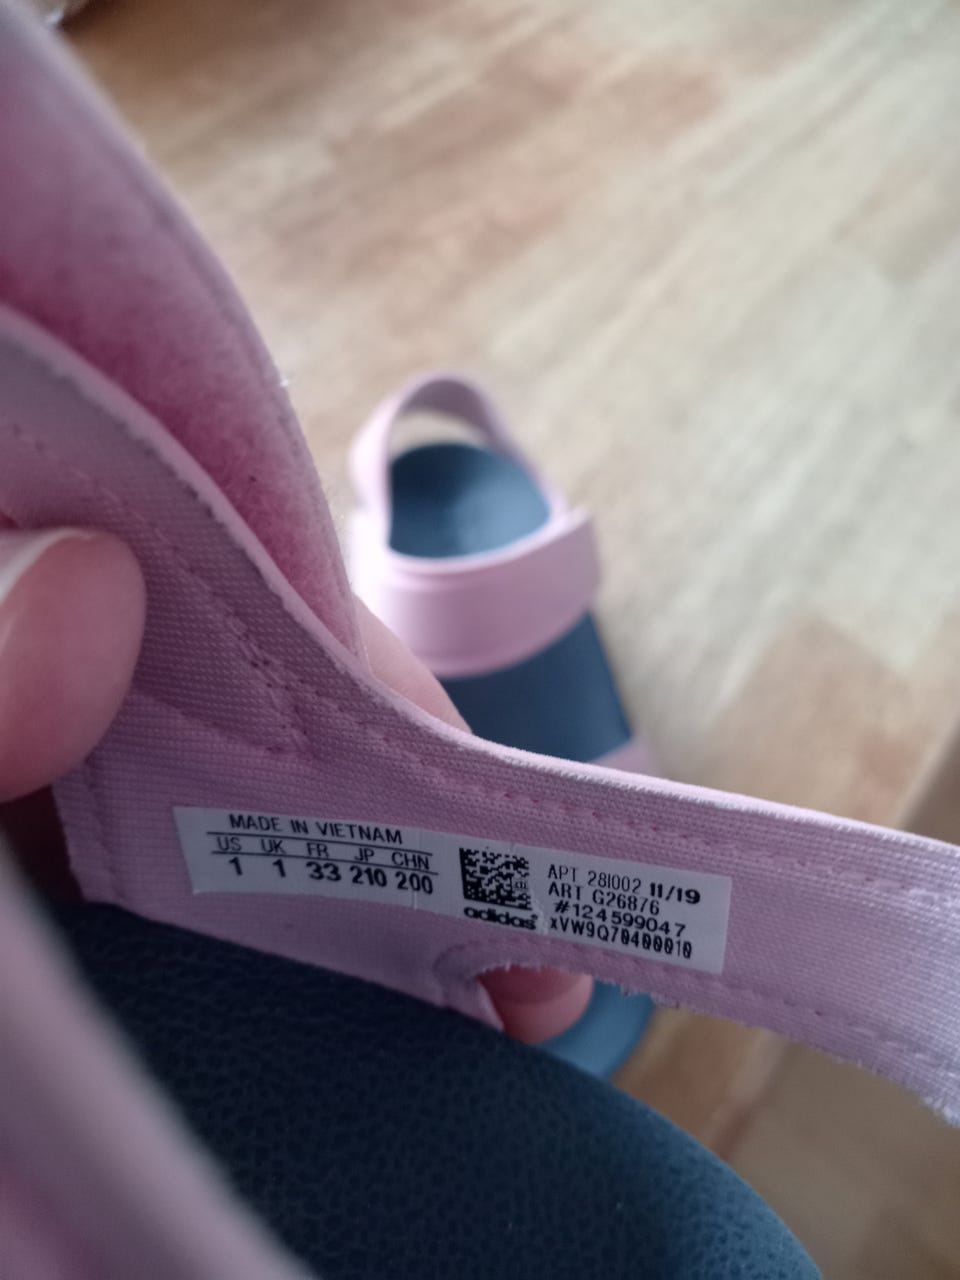 MADE IN VIETNAM
US UK FR JP CHN
1 1 33 210 200
adidas
APT 28I002 11/19
ART G26876
#124599047
xVW9Q70400010